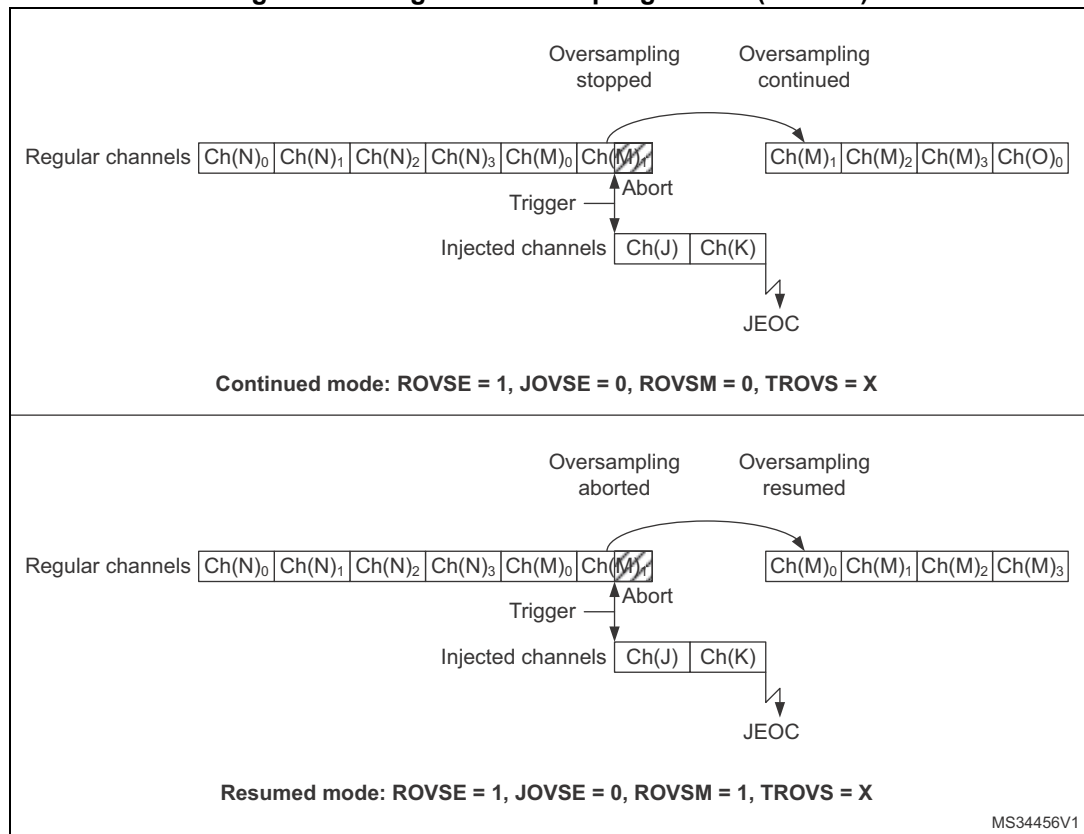 Oversampling stopped
Oversampling continued
Regular channels Ch(N)₀ Ch(N)₁ Ch(N)₂ Ch(N)₃ Ch(M)₀ Ch(M)₁ Ch(M)₁ Ch(M)₂ Ch(M)₃ Ch(O)₀
Abort
Trigger
Injected channels Ch(J) Ch(K)
JEOC
Continued mode: ROVSE = 1, JOVSE = 0, ROVSM = 0, TROVS = X
Oversampling aborted
Oversampling resumed
Regular channels Ch(N)₀ Ch(N)₁ Ch(N)₂ Ch(N)₃ Ch(M)₀ Ch(M)₁ Ch(M)₀ Ch(M)₁ Ch(M)₂ Ch(M)₃
Abort
Trigger
Injected channels Ch(J) Ch(K)
JEOC
Resumed mode: ROVSE = 1, JOVSE = 0, ROVSM = 1, TROVS = X
MS34456V1